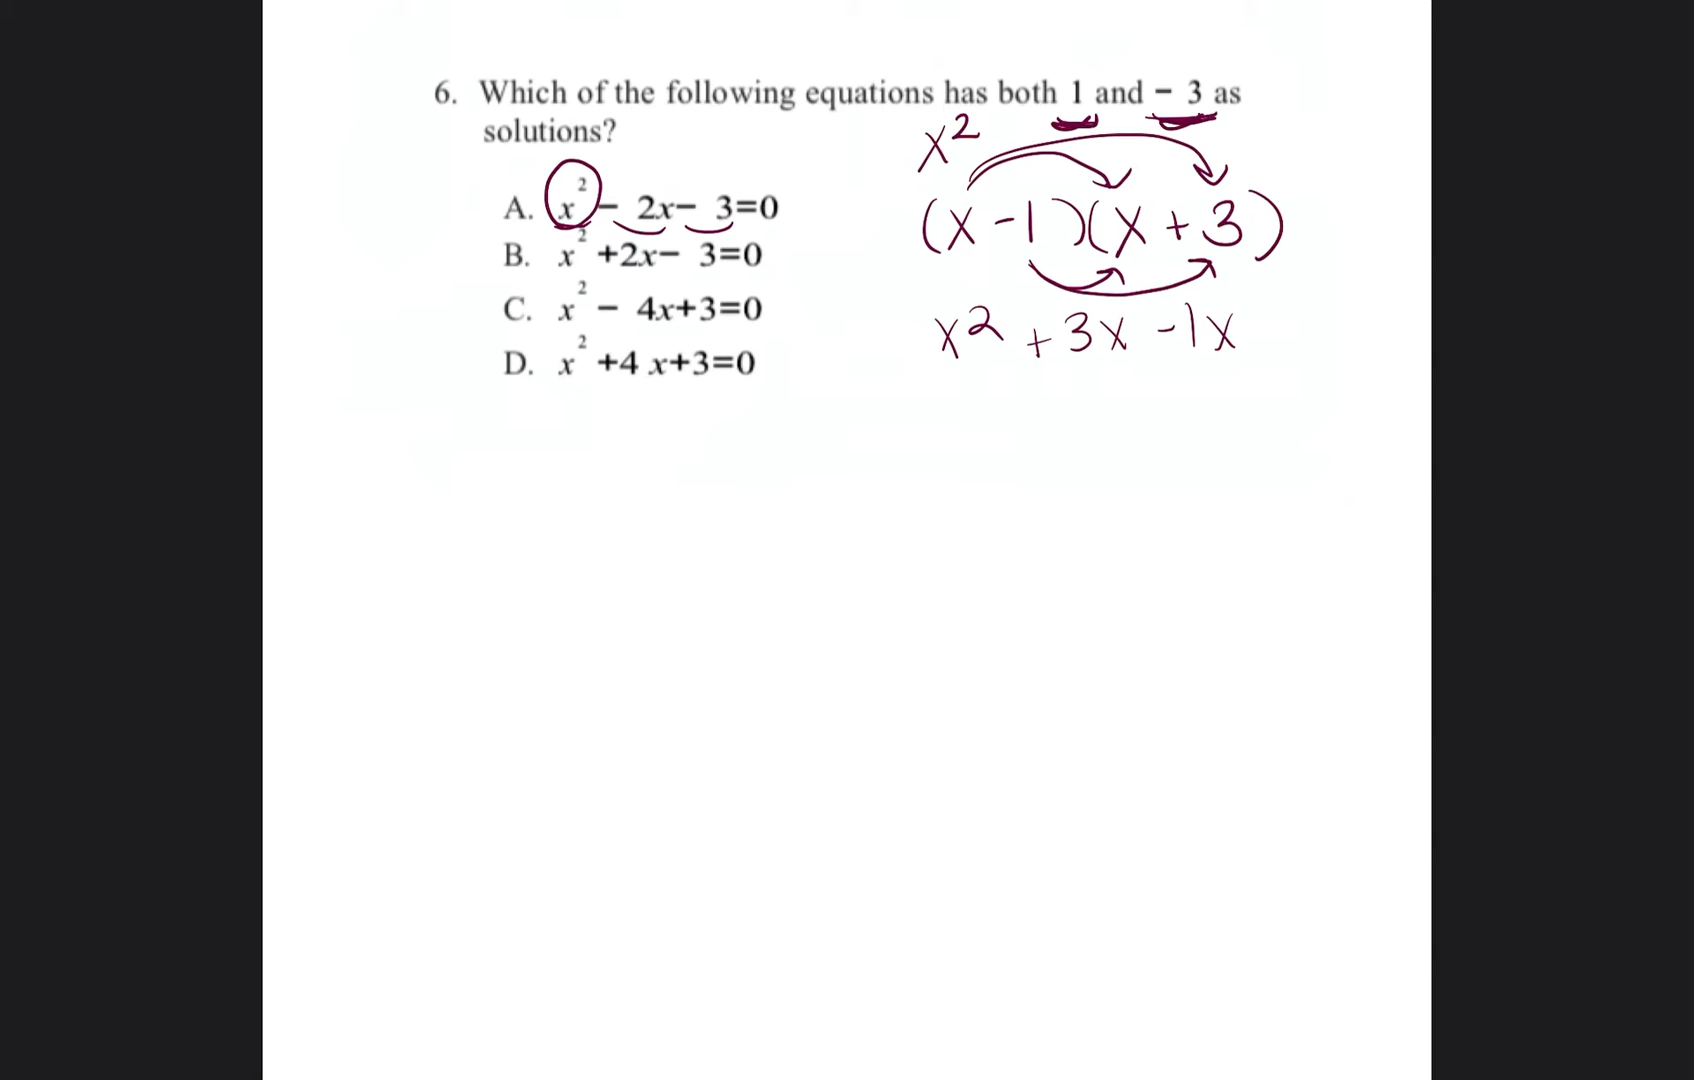 6. Which of the following equations has both 1 and − 3 as
solutions?
x²
A. x² − 2x− 3=0
(x -1)(x + 3)
B. x² +2x− 3=0
C. x² − 4x+3=0
x² + 3x -1x
D. x² +4 x+3=0